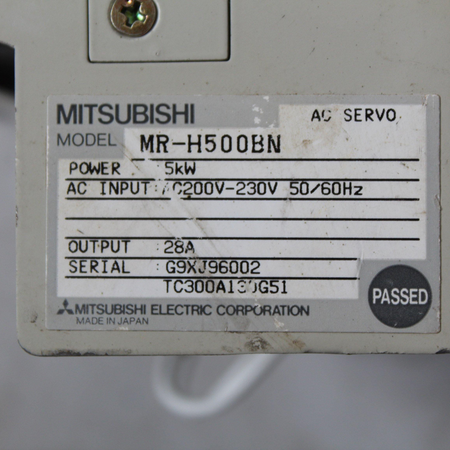 MITSUBISHI
AC SERVO
MODEL MR-H500BN
POWER : 5kW
AC INPUT: AC200V-230V 50/60Hz
OUTPUT : 28A
SERIAL : G9XJ96002
TC300A130G51
MITSUBISHI ELECTRIC CORPORATION
MADE IN JAPAN
PASSED